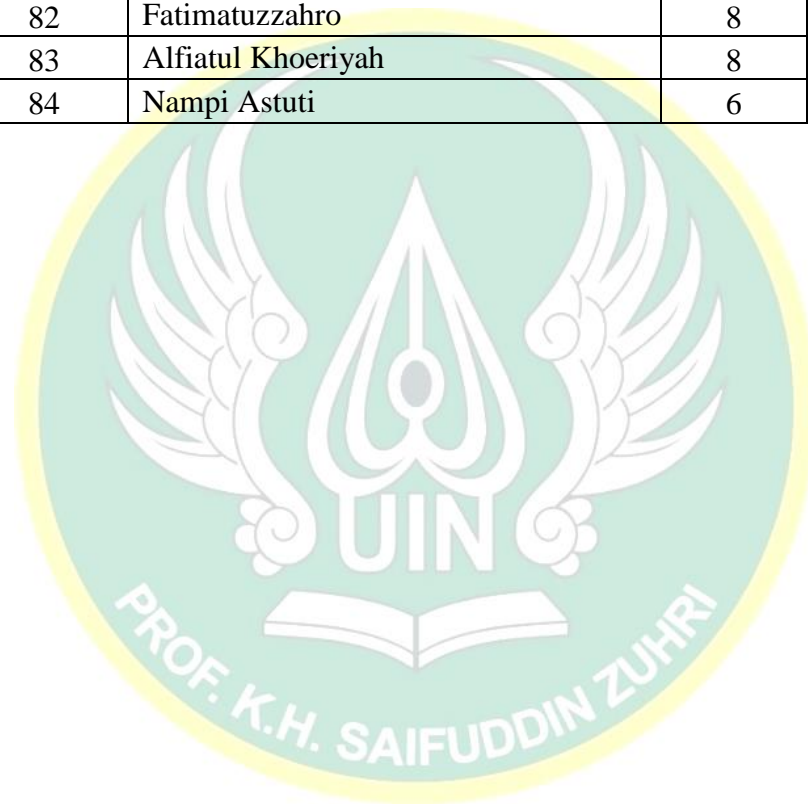 82 Fatimatuzzahro 8
83 Alfiatul Khoeriyah 8
84 Nampi Astuti 6
UIN
PROF. K.H. SAIFUDDIN ZUHRI